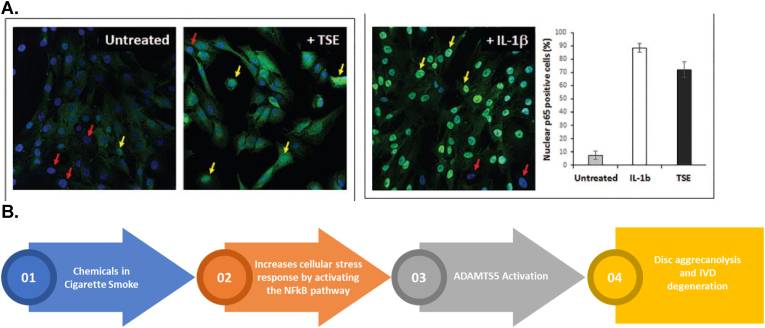 A.
Untreated
+ TSE
+ IL-1β
Nuclear p65 positive cells (%)
100
90
80
70
60
50
40
30
20
10
0
Untreated
IL-1b
TSE
B.
01
Chemicals in
Cigarette Smoke
02
Increases cellular stress
response by activating
the NFkB pathway
03
ADAMTS5 Activation
04
Disc aggrecanolysis
and IVD
degeneration